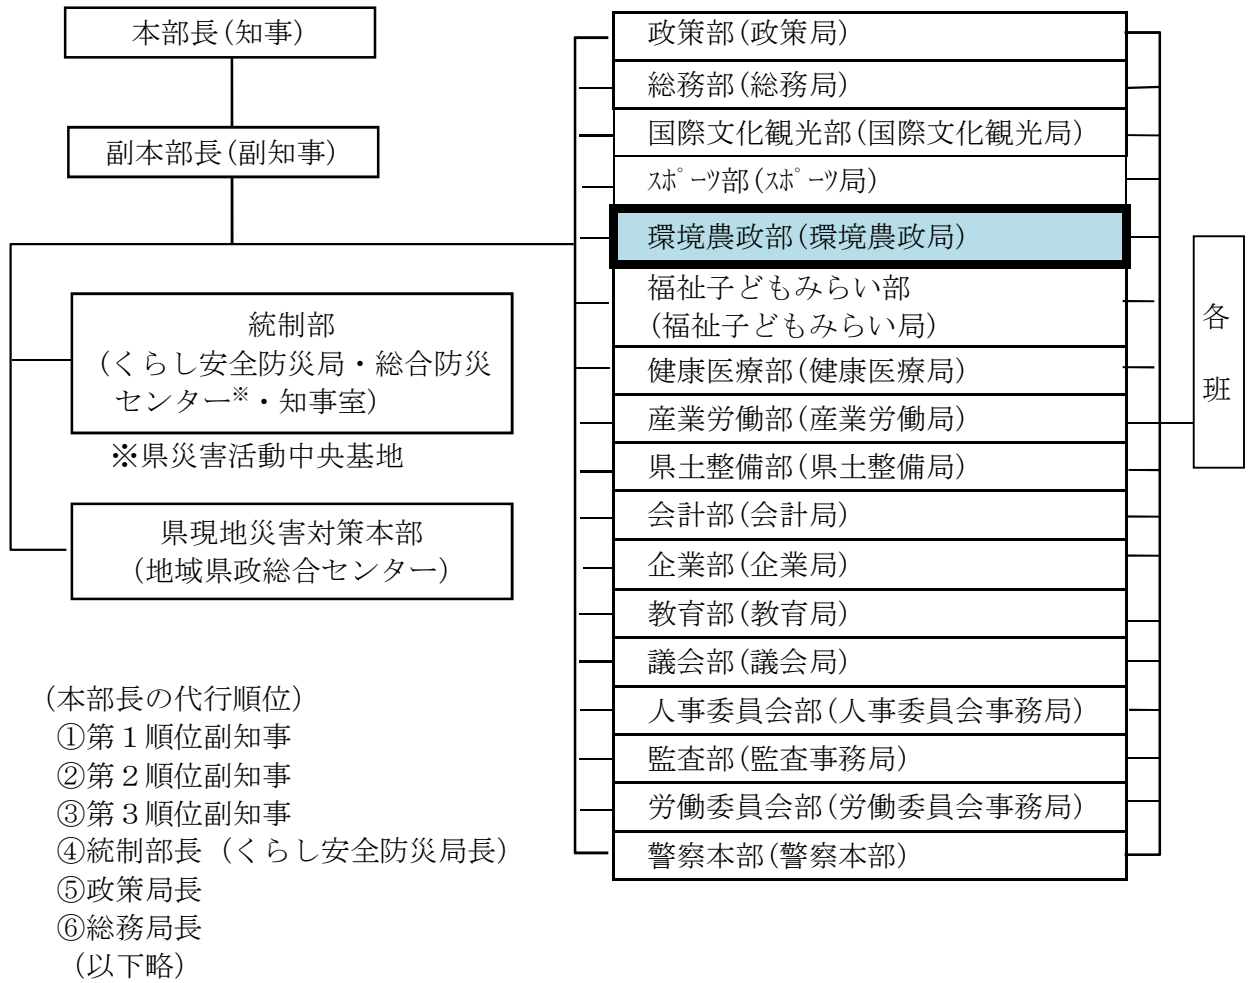 本部長(知事)
副本部長(副知事)
統制部
(くらし安全防災局・総合防災
センター※・知事室)
※県災害活動中央基地
県現地災害対策本部
(地域県政総合センター)
(本部長の代行順位)
①第１順位副知事
②第２順位副知事
③第３順位副知事
④統制部長（くらし安全防災局長）
⑤政策局長
⑥総務局長
(以下略)
政策部(政策局)
総務部(総務局)
国際文化観光部(国際文化観光局)
ｽﾎﾟｰﾂ部(ｽﾎﾟｰﾂ局)
環境農政部(環境農政局)
福祉子どもみらい部
(福祉子どもみらい局)
健康医療部(健康医療局)
産業労働部(産業労働局)
県土整備部(県土整備局)
会計部(会計局)
企業部(企業局)
教育部(教育局)
議会部(議会局)
人事委員会部(人事委員会事務局)
監査部(監査事務局)
労働委員会部(労働委員会事務局)
警察本部(警察本部)
各班